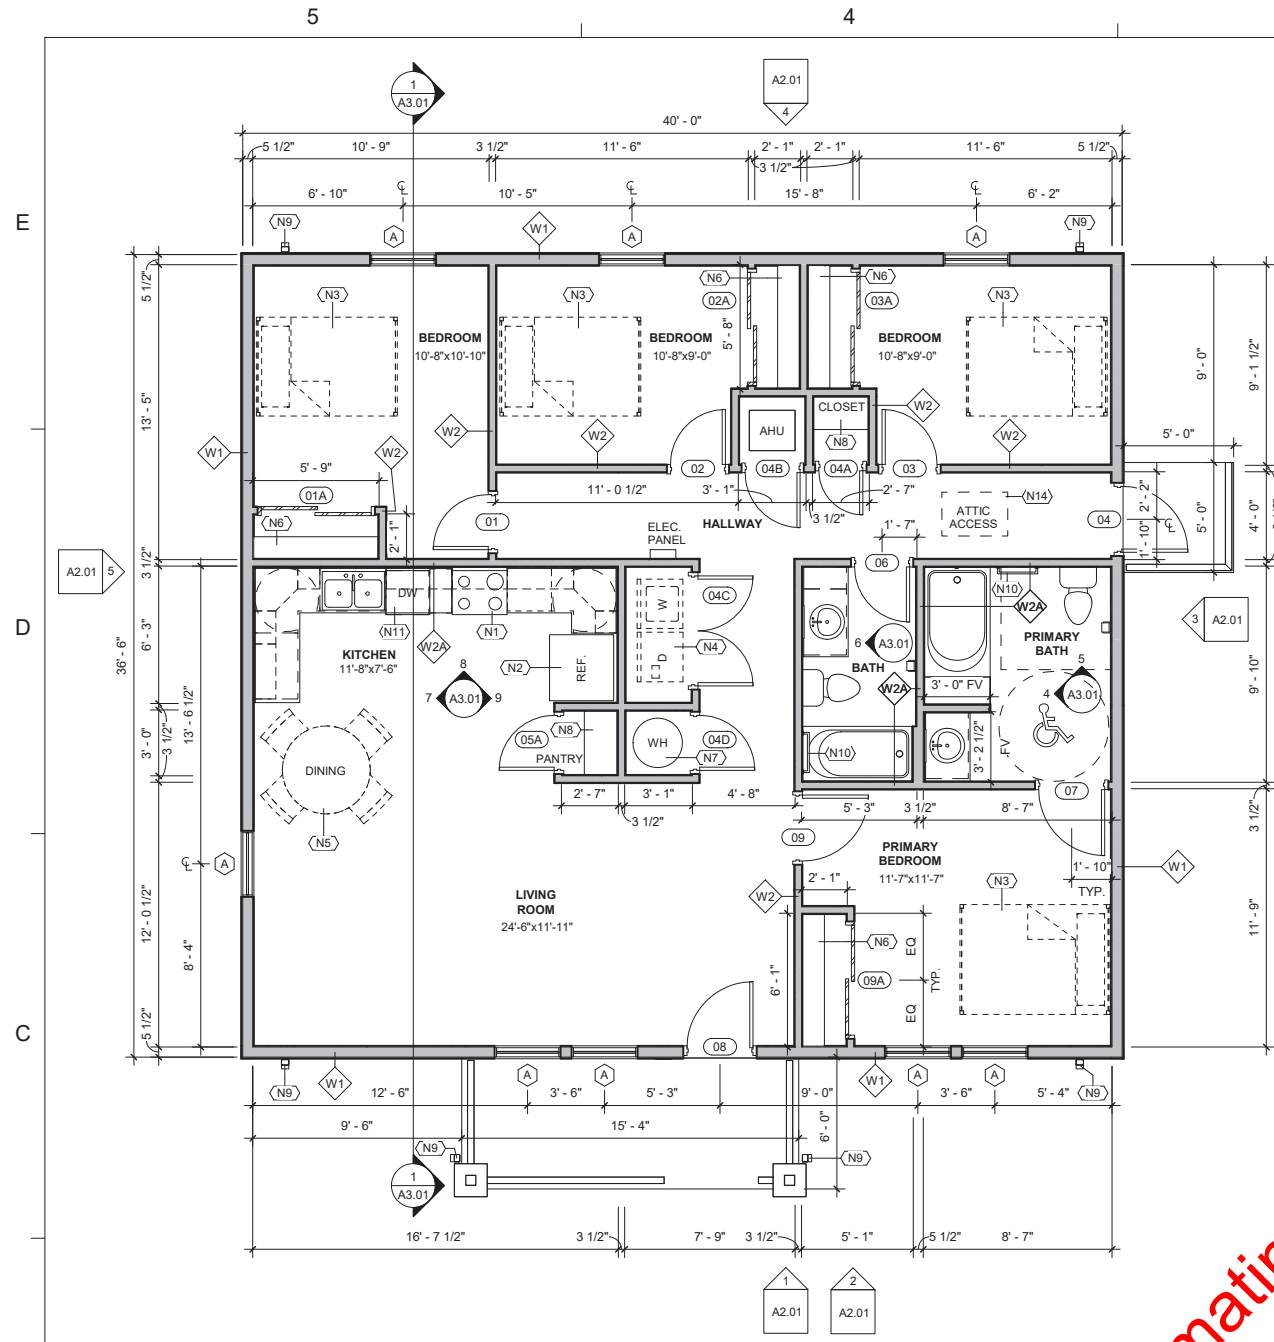 5
4
E
D
C
1
A3.01
A2.01
4
40' - 0"
5 1/2"
10' - 9"
3 1/2"
11' - 6"
2' - 1"
2' - 1"
11' - 6"
5 1/2"
3 1/2"
6' - 10"
10' - 5"
15' - 8"
6' - 2"
N9
A
W1
A
A
N9
N6
N6
N3
02A
03A
N3
N3
5' - 8"
BEDROOM
10'-8"x10'-10"
BEDROOM
10'-8"x9'-0"
BEDROOM
10'-8"x9'-0"
5 1/2"
13' - 5"
9' - 0"
9' - 1 1/2"
CLOSET
W2
AHU
N8
W2
W2
W2
W1
W2
5' - 9"
5' - 0"
02
04B
04A
03
01A
11' - 0 1/2"
3' - 1"
2' - 7"
3 1/2"
N14
ATTIC
ACCESS
04
2' - 2"
1' - 10"
5' - 0"
4' - 0"
N6
2' - 1"
01
HALLWAY
ELEC.
PANEL
1' - 7"
06
A2.01
5
3 1/2"
6' - 3"
36' - 6"
13' - 6 1/2"
3' - 0"
3 1/2"
DW
N11
N1
W2A
KITCHEN
11'-8"x7'-6"
N2
REF.
W
D
N4
04C
6
A3.01
BATH
W2A
N10
W2A
PRIMARY
BATH
3
A2.01
9' - 10"
8
7
A3.01
9
5
4
A3.01
3' - 0" FV
3' - 2 1/2"
FV
05A
N8
PANTRY
WH
04D
N7
N10
DINING
N5
2' - 7"
3' - 1"
4' - 8"
3 1/2"
5' - 3"
3 1/2"
8' - 7"
07
3 1/2"
09
PRIMARY
BEDROOM
11'-7"x11'-7"
1' - 10"
TYP.
W1
A
2' - 1"
W2
N3
LIVING
ROOM
24'-6"x11'-11"
12' - 0 1/2"
8' - 4"
5 1/2"
N6
09A
EQ
EQ
TYP.
6' - 1"
11' - 9"
08
W1
N9
A
A
W1
A
A
N9
12' - 6"
3' - 6"
5' - 3"
9' - 0"
3' - 6"
5' - 4"
9' - 6"
15' - 4"
6' - 0"
N9
N9
1
A3.01
16' - 7 1/2"
3 1/2"
7' - 9"
3 1/2"
5' - 1"
5 1/2"
8' - 7"
1
A2.01
2
A2.01